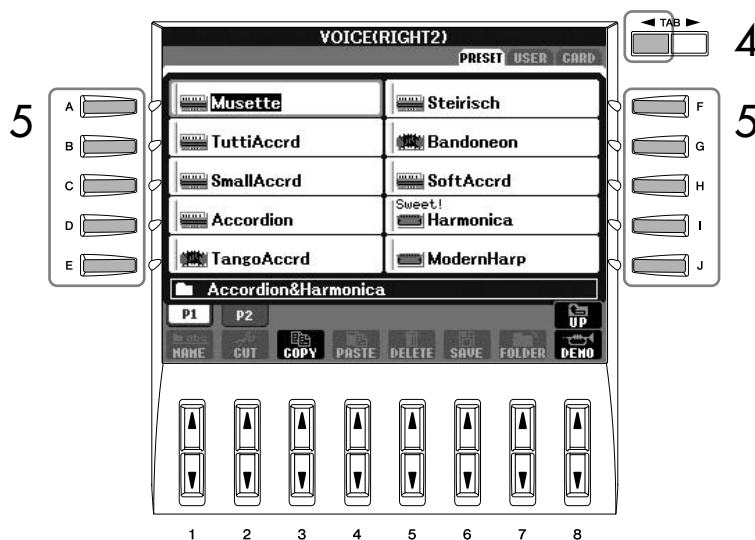 VOICE(RIGHT2)
PRESET USER CARD
◄ TAB ►
4
5
5
A
B
C
D
E
F
G
H
I
J
Musette
Steirisch
TuttiAccrd
Bandoneon
SmallAccrd
SoftAccrd
Accordion
Sweet!
Harmonica
TangoAccrd
ModernHarp
Accordion&Harmonica
P1 P2
UP
NAME CUT COPY PASTE DELETE SAVE FOLDER DEMO
1 2 3 4 5 6 7 8